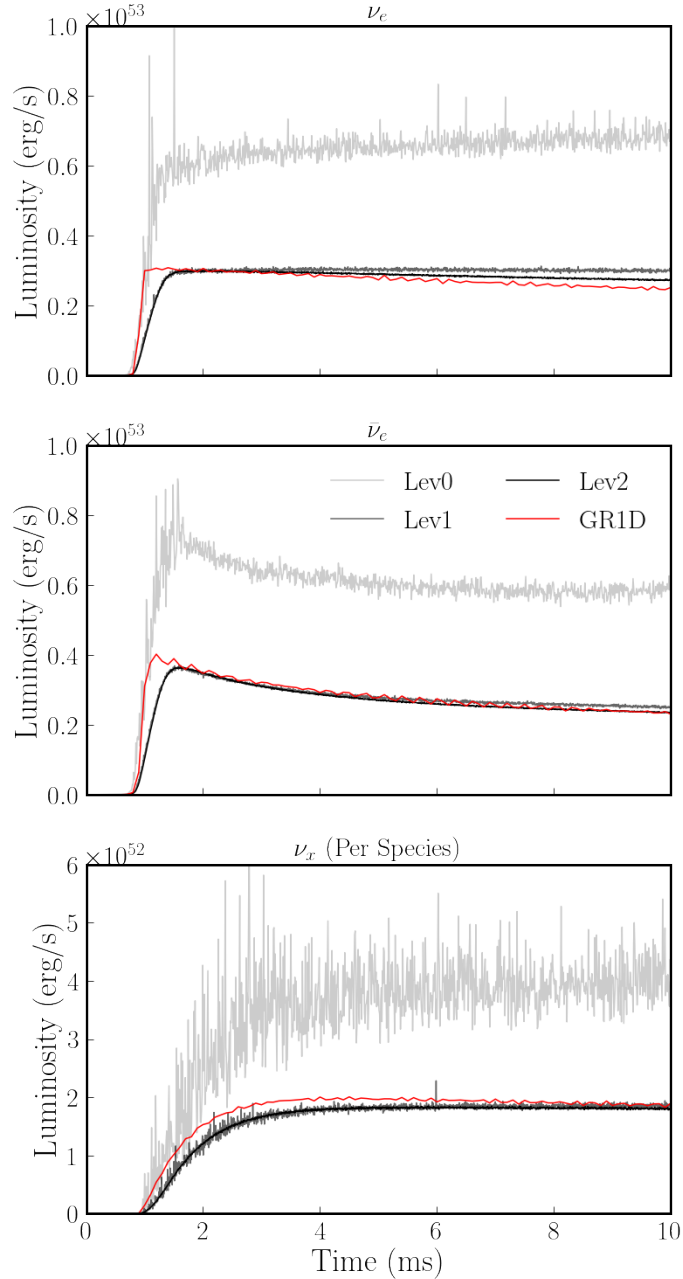 ×10^53
ν_e
1.0
0.8
0.6
0.4
0.2
0.0
Luminosity (erg/s)
×10^53
ν̄_e
1.0
0.8
0.6
0.4
0.2
0.0
Luminosity (erg/s)
Lev0
Lev2
Lev1
GR1D
×10^52
ν_x (Per Species)
6
5
4
3
2
1
0
Luminosity (erg/s)
0
2
4
6
8
10
Time (ms)